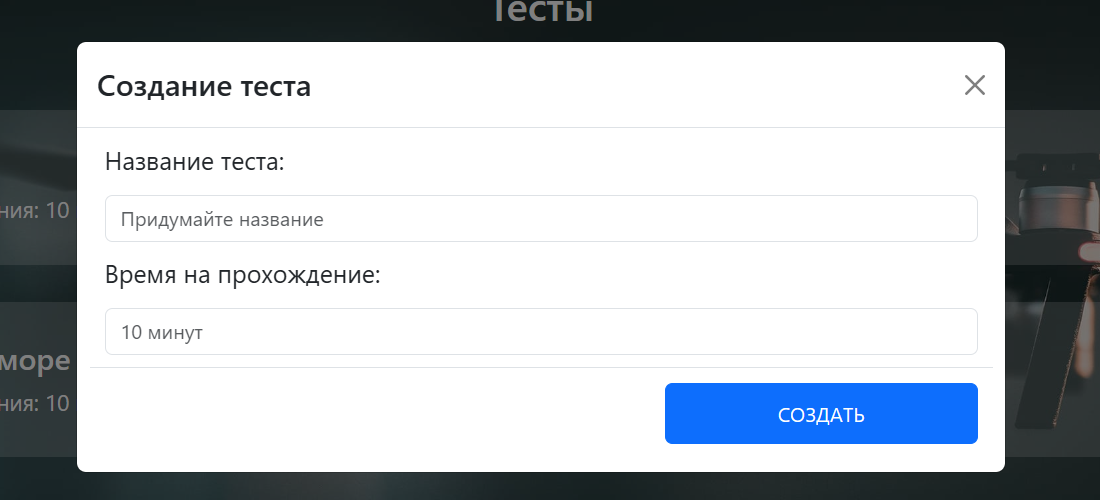 Тесты
Создание теста
Название теста:
ния: 10
Придумайте название
Время на прохождение:
10 минут
море
ния: 10
СОЗДАТЬ